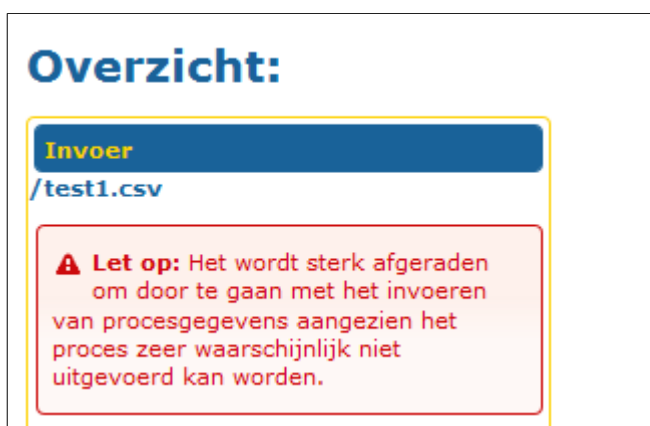 Overzicht:
Invoer
/test1.csv
Let op: Het wordt sterk afgeraden
om door te gaan met het invoeren
van procesgegevens aangezien het
proces zeer waarschijnlijk niet
uitgevoerd kan worden.